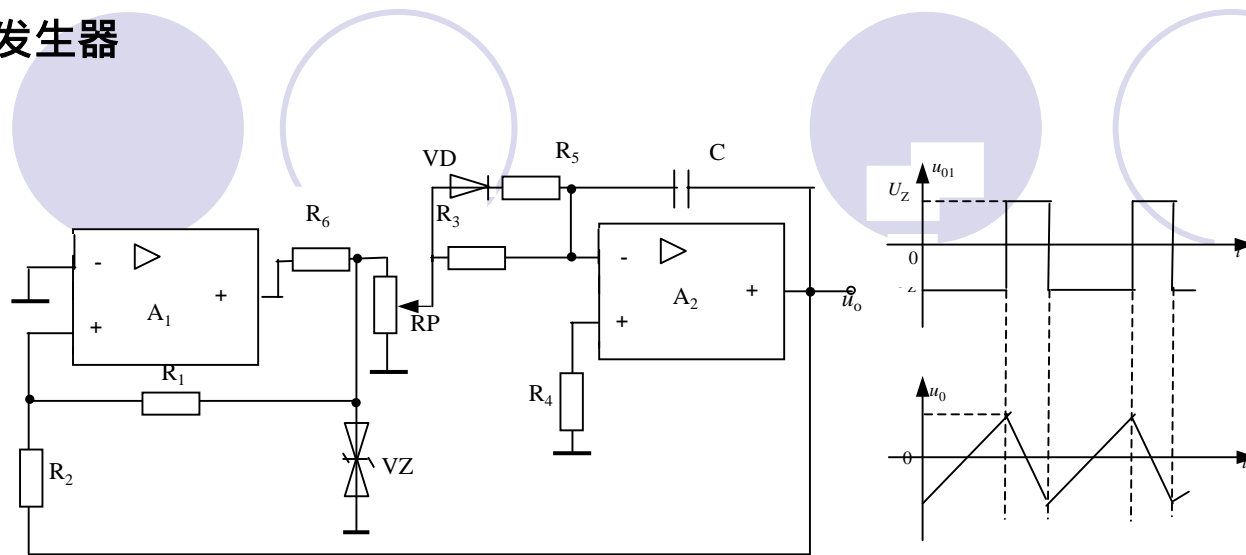 发生器
VD
R5
C
R6
R3
u01
UZ
0
t
-
A1
+
+
RP
-
A2
+
+
uo
R1
R4
R2
VZ
u0
0
t